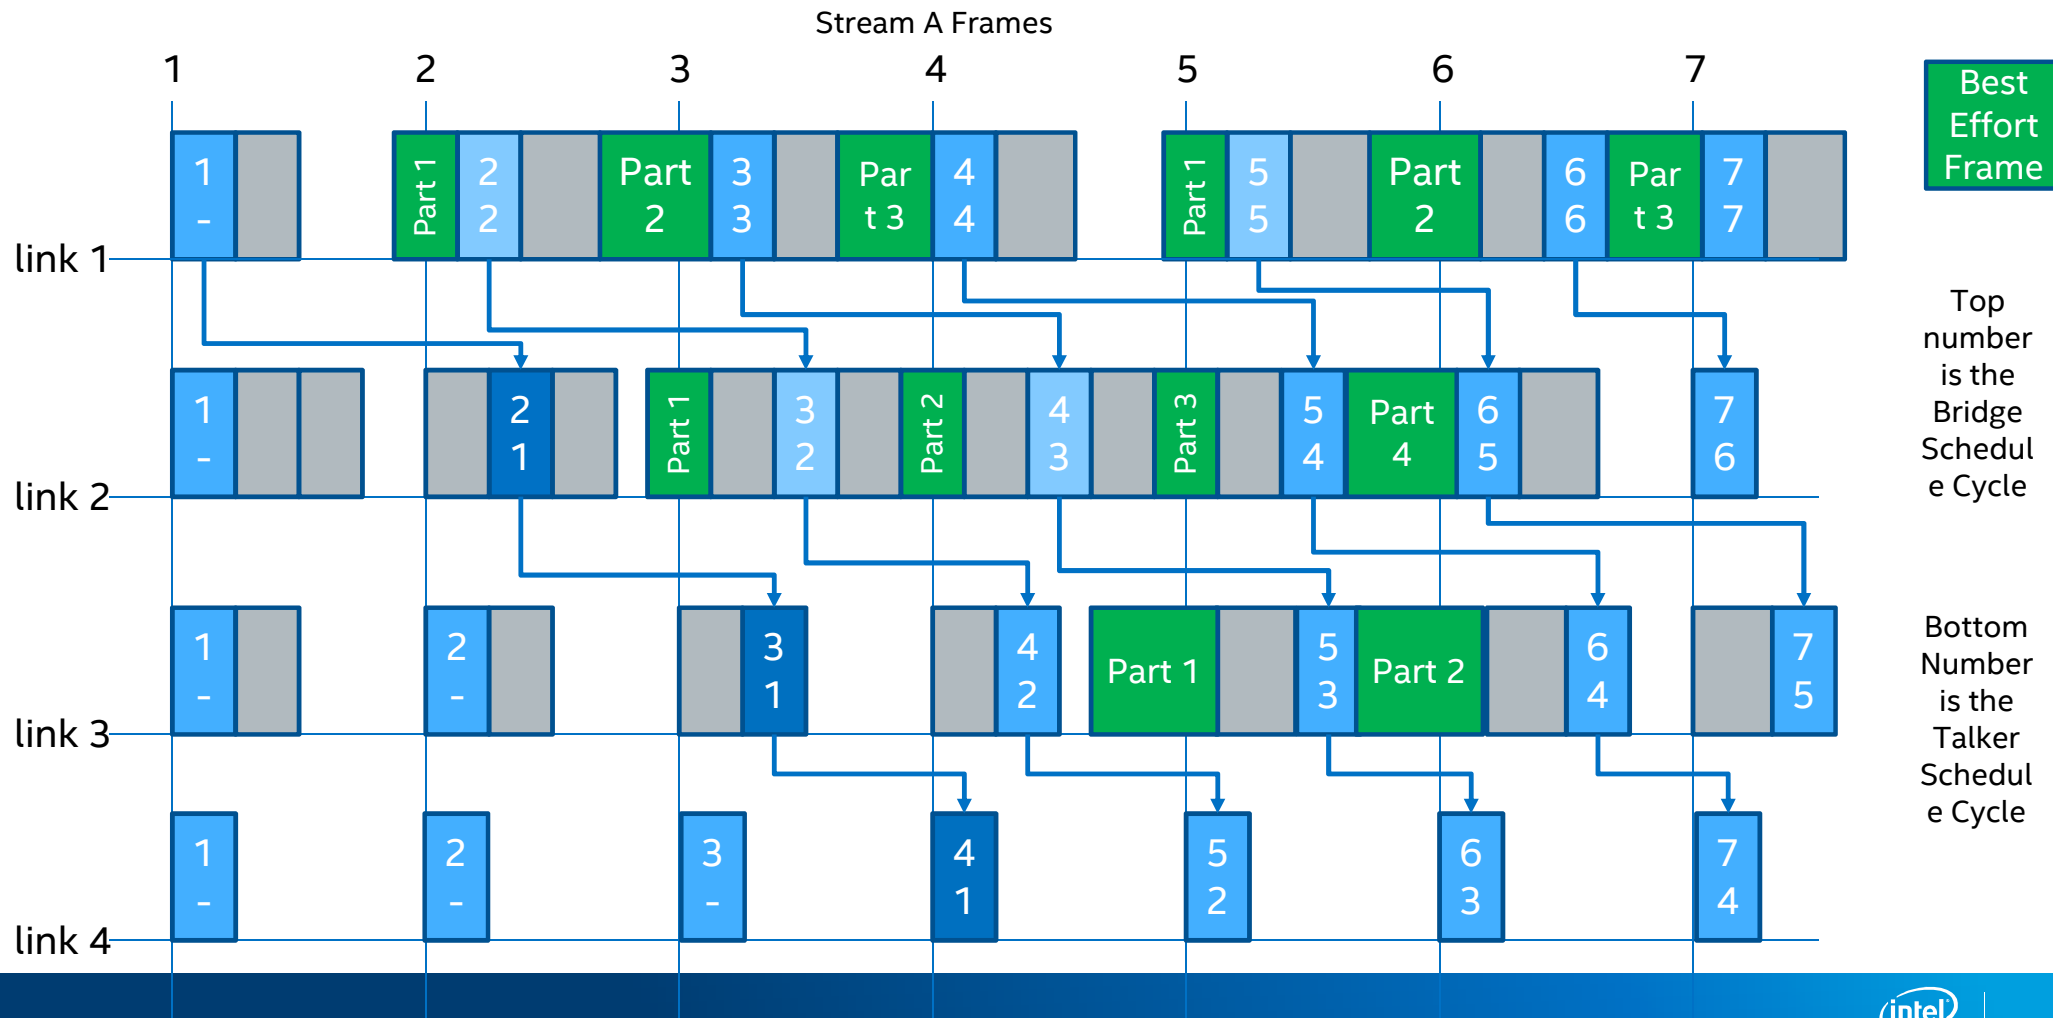 Stream A Frames
1 2 3 4 5 6 7
Best
Effort
Frame
link 1
1
-
Part 1
2
2
Part
2
3
3
Par
t 3
4
4
Part 1
5
5
Part
2
6
6
Par
t 3
7
7
Top
number
is the
Bridge
Schedul
e Cycle
link 2
1
-
2
1
Part 1
3
2
Part 2
4
3
Part 3
5
4
Part
4
6
5
7
6
Bottom
Number
is the
Talker
Schedul
e Cycle
link 3
1
-
2
-
3
1
4
2
Part 1
5
3
Part 2
6
4
7
5
link 4
1
-
2
-
3
-
4
1
5
2
6
3
7
4
intel